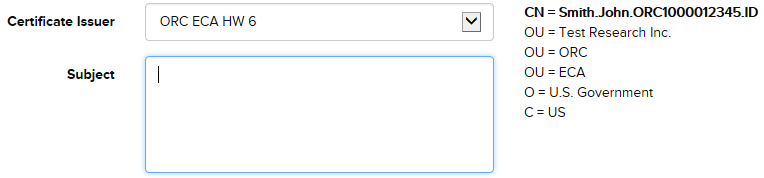 Certificate Issuer
ORC ECA HW 6
Subject
CN = Smith.John.ORC1000012345.ID
OU = Test Research Inc.
OU = ORC
OU = ECA
O = U.S. Government
C = US